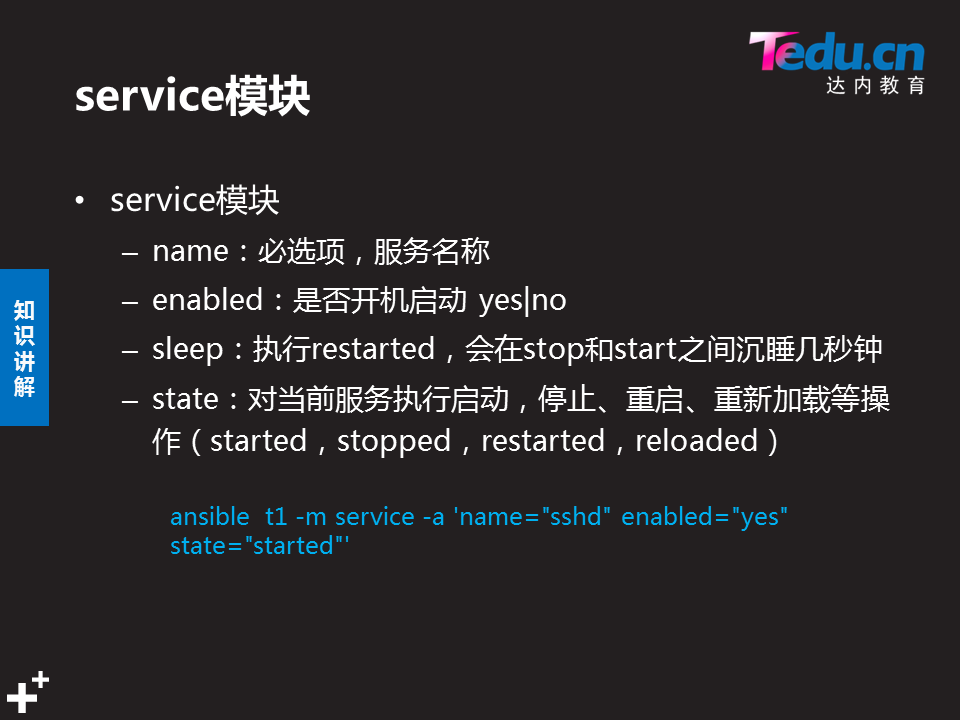 Tedu.cn
达内教育
service模块
• service模块
– name：必选项，服务名称
– enabled：是否开机启动 yes|no
– sleep：执行restarted，会在stop和start之间沉睡几秒钟
– state：对当前服务执行启动，停止、重启、重新加载等操
作（started，stopped，restarted，reloaded）
知
识
讲
解
ansible t1 -m service -a 'name="sshd" enabled="yes"
state="started"'